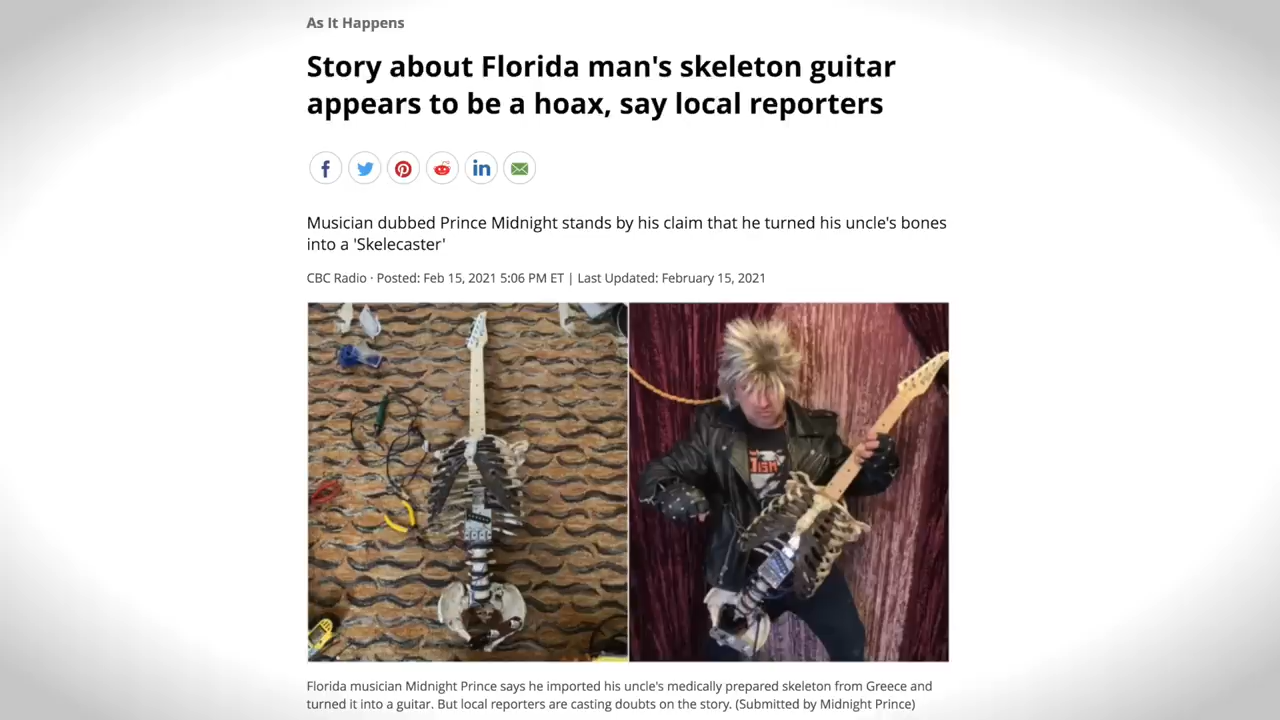 As It Happens
Story about Florida man's skeleton guitar
appears to be a hoax, say local reporters
Musician dubbed Prince Midnight stands by his claim that he turned his uncle's bones
into a 'Skelecaster'
CBC Radio · Posted: Feb 15, 2021 5:06 PM ET | Last Updated: February 15, 2021
Florida musician Midnight Prince says he imported his uncle's medically prepared skeleton from Greece and
turned it into a guitar. But local reporters are casting doubts on the story. (Submitted by Midnight Prince)